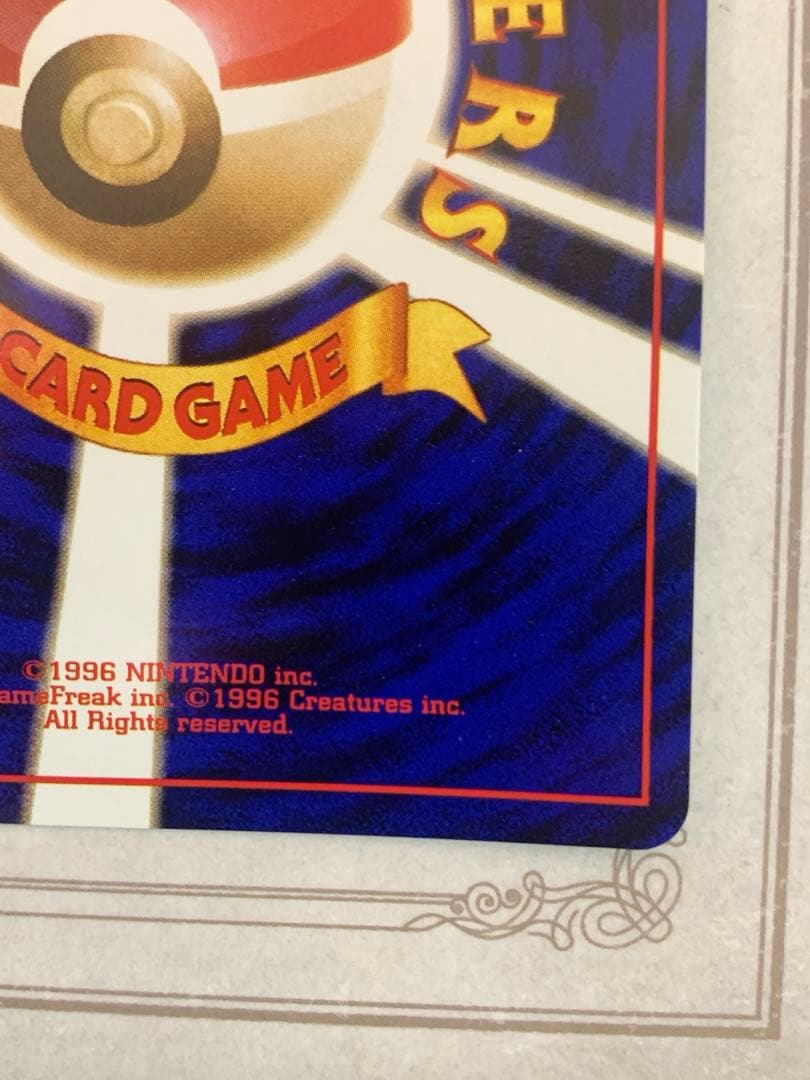 ERS
CARD GAME
©1996 NINTENDO inc.
ameFreak inc. ©1996 Creatures inc.
All Rights reserved.